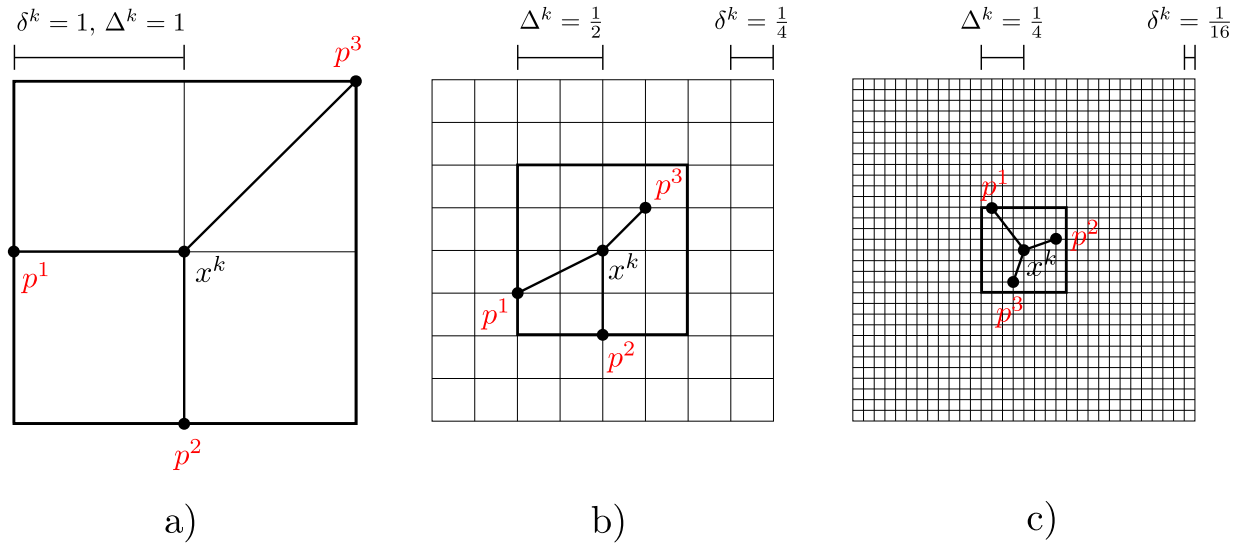 δ^k = 1, Δ^k = 1
p^3
p^1
x^k
p^2
a)
Δ^k = 1/2
δ^k = 1/4
p^3
x^k
p^1
p^2
b)
Δ^k = 1/4
δ^k = 1/16
p^1
p^2
x^k
p^3
c)